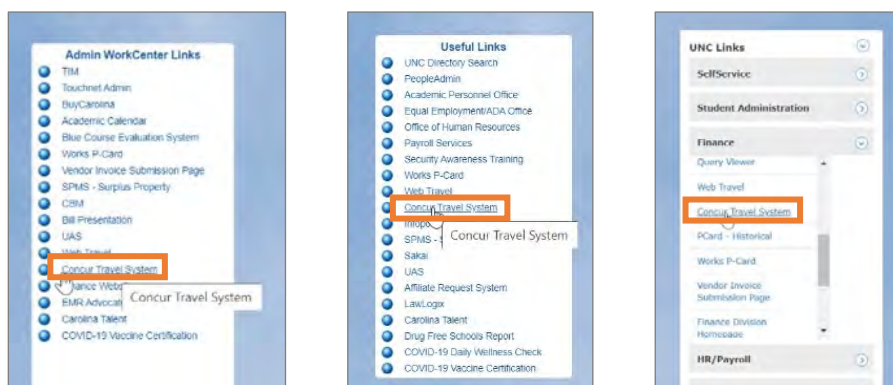 Admin WorkCenter Links
TIM
Touchnet Admin
BuyCarolina
Academic Calendar
Blue Course Evaluation System
Works P-Card
Vendor Invoice Submission Page
SPMS - Surplus Property
CBM
Bill Presentation
UAS
Web Travel
Concur Travel System
Concur Travel System
EMR Advocat
Carolina Talent
COVID-19 Vaccine Certification
Useful Links
UNC Directory Search
PeopleAdmin
Academic Personnel Office
Equal Employment/ADA Office
Office of Human Resources
Payroll Services
Security Awareness Training
Works P-Card
Web Travel
Concur Travel System
Infopo
SPMS - S
Concur Travel System
Sakai
UAS
Affiliate Request System
LawLogix
Carolina Talent
Drug Free Schools Report
COVID-19 Daily Wellness Check
COVID-19 Vaccine Certification
UNC Links
SelfService
Student Administration
Finance
Query Viewer
Web Travel
Concur Travel System
PCard - Historical
Works P-Card
Vendor Invoice
Submission Page
Finance Division
Homepage
HR/Payroll